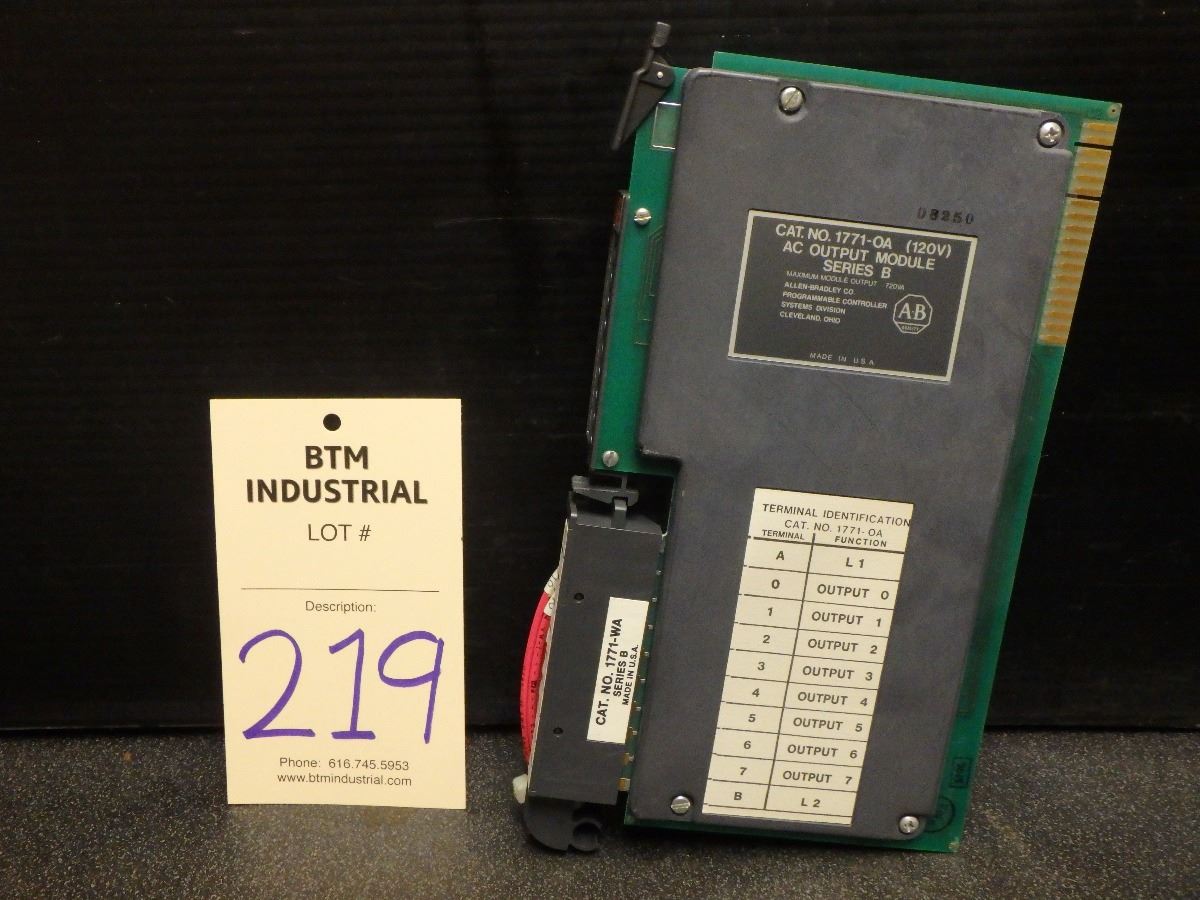 BTM
INDUSTRIAL
LOT #
Description:
219
Phone: 616.745.5953
www.btmindustrial.com
08250
CAT. NO. 1771-OA (120V)
AC OUTPUT MODULE
SERIES B
MAXIMUM MODULE OUTPUT 720VA
ALLEN-BRADLEY CO
PROGRAMMABLE CONTROLLER
SYSTEMS DIVISION
CLEVELAND, OHIO
A-B
QUALITY
MADE IN U.S.A
CAT. NO. 1771-WA
SERIES B
MADE IN U.S.A.
TERMINAL IDENTIFICATION
CAT. NO. 1771-OA
TERMINAL FUNCTION
A L 1
0 OUTPUT 0
1 OUTPUT 1
2 OUTPUT 2
3 OUTPUT 3
4 OUTPUT 4
5 OUTPUT 5
6 OUTPUT 6
7 OUTPUT 7
B L 2